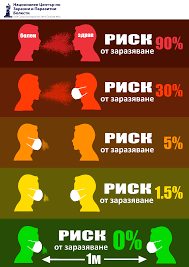 Национален Център по
Заразни и Паразитни
Болести
болен
здрав
РИСК 90%
от заразяване
РИСК 30%
от заразяване
РИСК 5%
от заразяване
РИСК 1.5%
от заразяване
РИСК 0%
от заразяване
1м